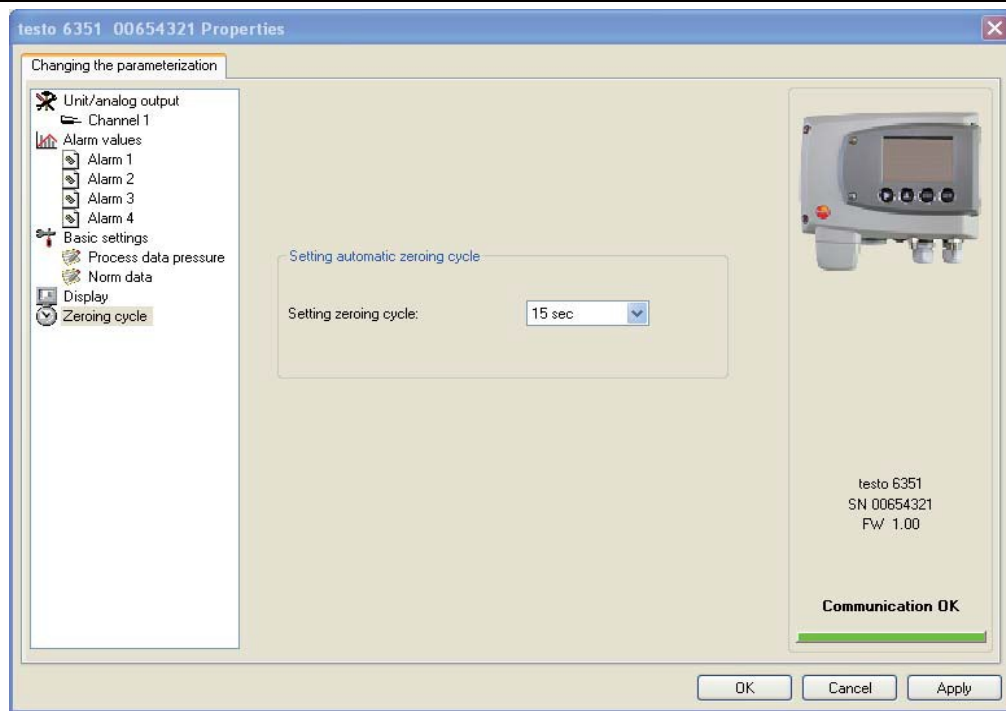 testo 6351 00654321 Properties
Changing the parameterization
Unit/analog output
Channel 1
Alarm values
Alarm 1
Alarm 2
Alarm 3
Alarm 4
Basic settings
Process data pressure
Norm data
Display
Zeroing cycle
Setting automatic zeroing cycle
Setting zeroing cycle:
15 sec
testo 6351
SN 00654321
FW 1.00
Communication OK
OK
Cancel
Apply